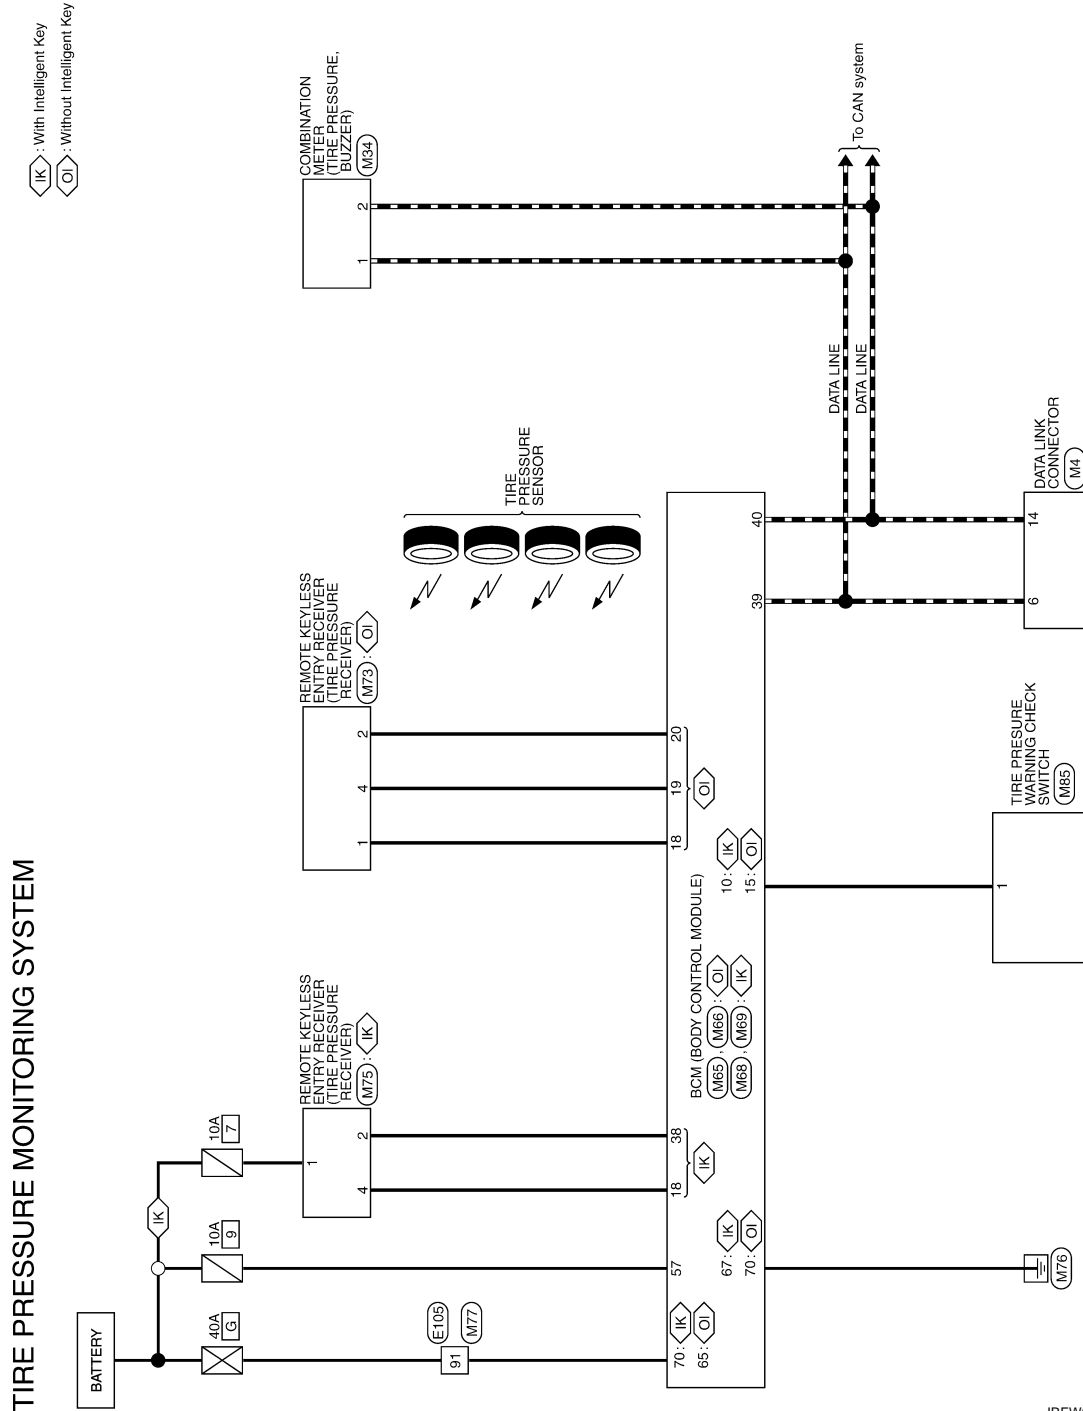 TIRE PRESSURE MONITORING SYSTEM
IK : With Intelligent Key
OI : Without Intelligent Key
BATTERY
IK
40A
G
10A
9
10A
7
REMOTE KEYLESS
ENTRY RECEIVER
(TIRE PRESSURE
RECEIVER)
M75 : IK
1
4
2
REMOTE KEYLESS
ENTRY RECEIVER
(TIRE PRESSURE
RECEIVER)
M73 : OI
1
4
2
COMBINATION
METER
(TIRE PRESSURE,
BUZZER)
M34
1
2
TIRE
PRESSURE
SENSOR
91
E105
M77
70 : IK
65 : OI
57
18
38
IK
18
19
20
OI
BCM (BODY CONTROL MODULE)
M65 , M66 : OI
M68 , M69 : IK
67 : IK
70 : OI
10 : IK
15 : OI
39
40
DATA LINE
DATA LINE
To CAN system
M76
1
TIRE PRESURE
WARNING CHECK
SWITCH
M85
6
14
DATA LINK
CONNECTOR
M4